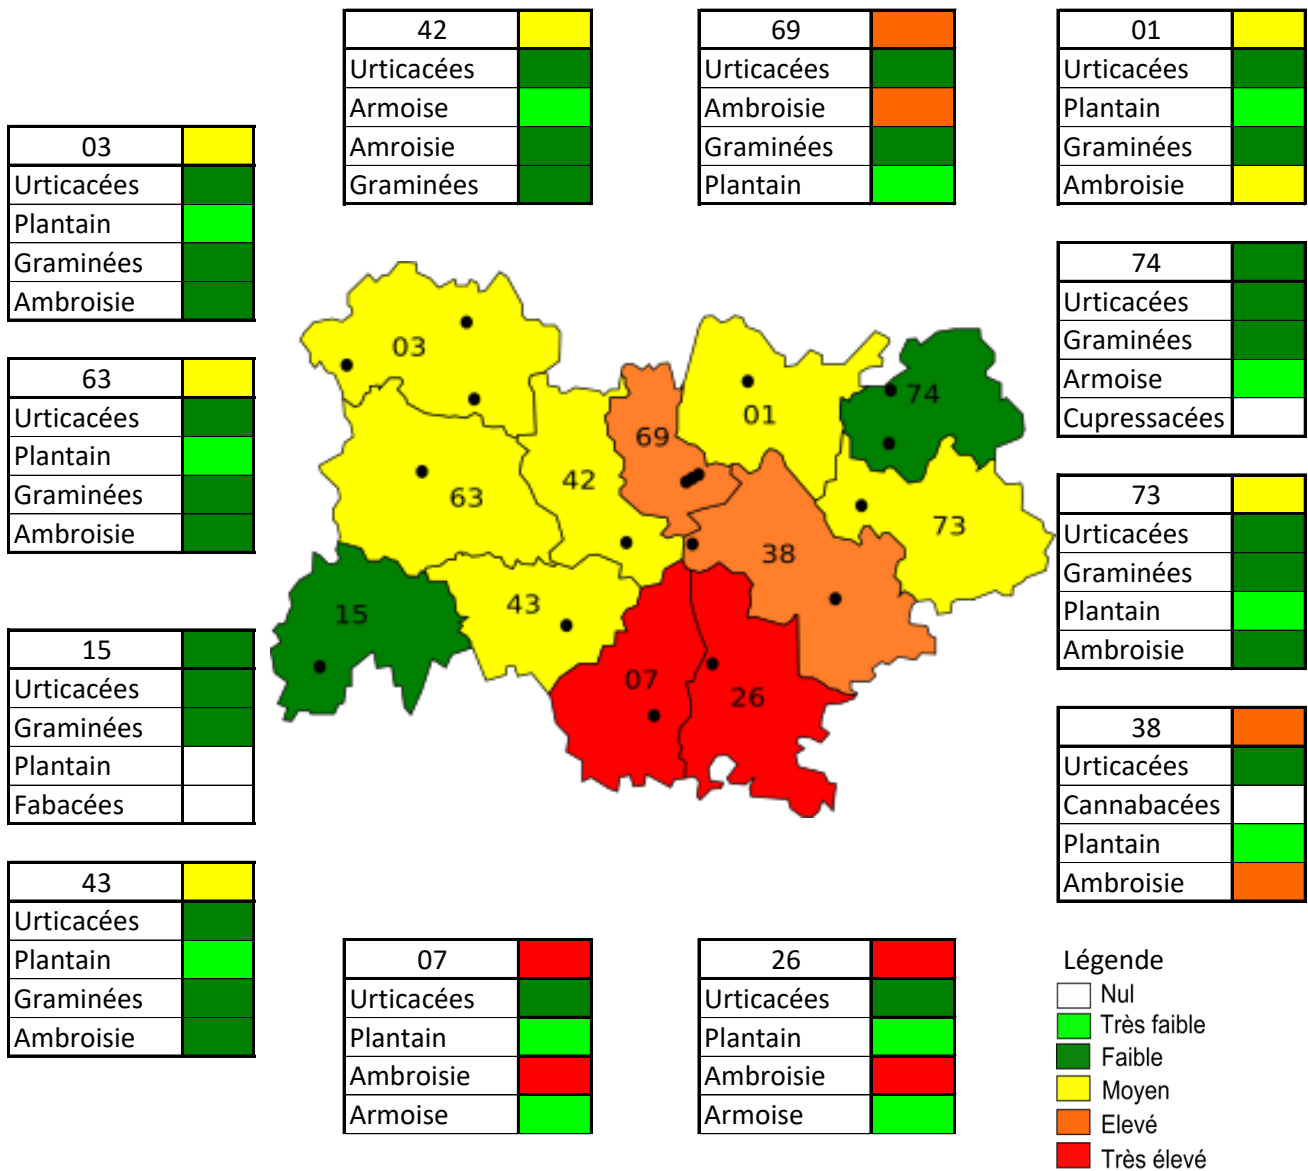 42
Urticacées
Armoise
Amroisie
Graminées
69
Urticacées
Ambroisie
Graminées
Plantain
01
Urticacées
Plantain
Graminées
Ambroisie
03
Urticacées
Plantain
Graminées
Ambroisie
74
Urticacées
Graminées
Armoise
Cupressacées
63
Urticacées
Plantain
Graminées
Ambroisie
03
74
01
69
42
63
73
38
43
15
07
26
73
Urticacées
Graminées
Plantain
Ambroisie
15
Urticacées
Graminées
Plantain
Fabacées
38
Urticacées
Cannabacées
Plantain
Ambroisie
43
Urticacées
Plantain
Graminées
Ambroisie
07
Urticacées
Plantain
Ambroisie
Armoise
26
Urticacées
Plantain
Ambroisie
Armoise
Légende
Nul
Très faible
Faible
Moyen
Elevé
Très élevé